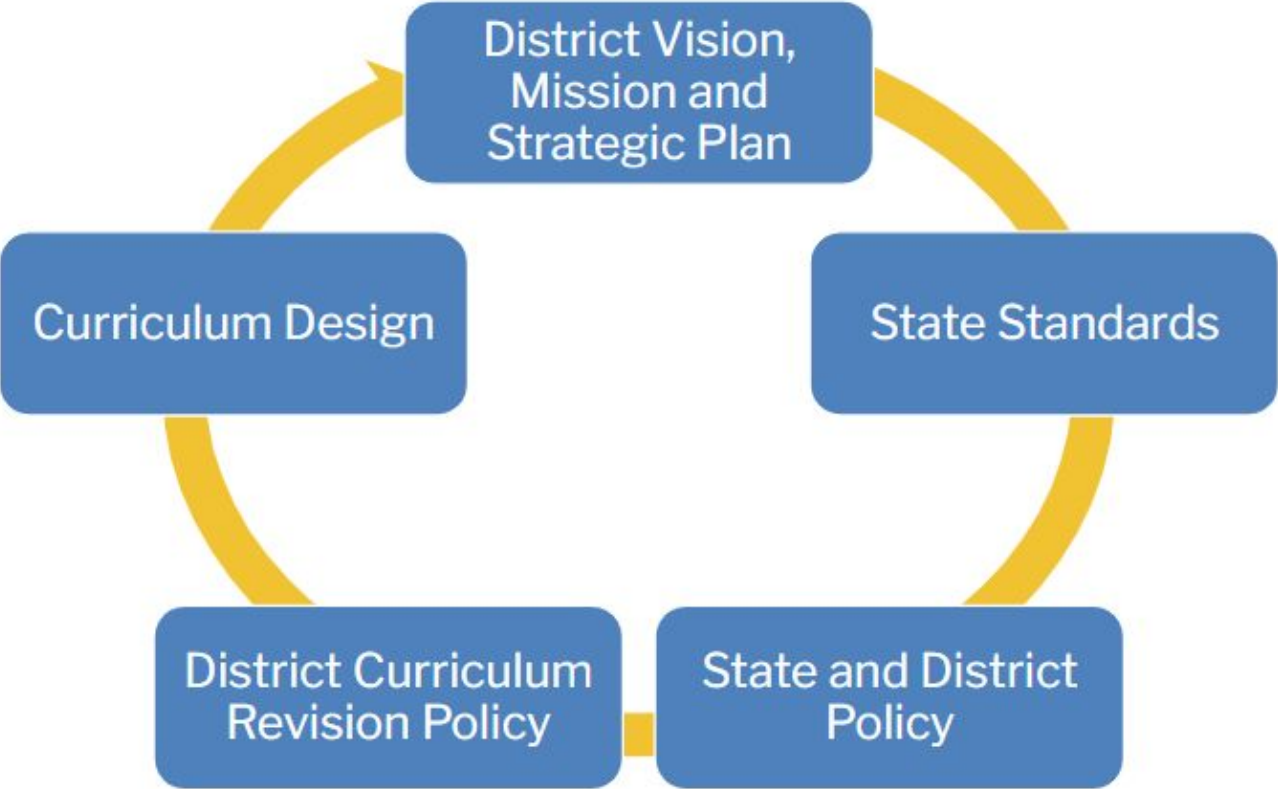 District Vision,
Mission and
Strategic Plan
State Standards
State and District
Policy
District Curriculum
Revision Policy
Curriculum Design